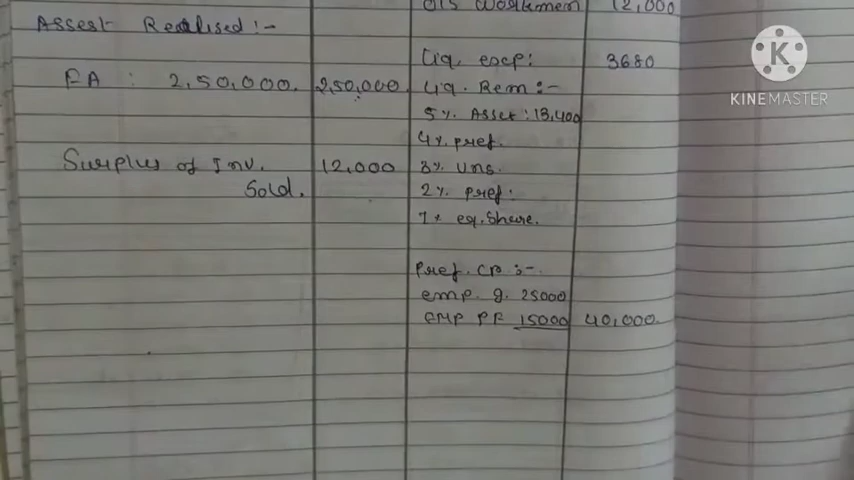 O/S Workmen 12,000
Assest Realised :-
Liq. exp: 3680
FA : 2,50,000. 2,50,000
Liq. Rem :-
5% Asset : 13,400
4% pref.
Surplus of Inv. 12,000 3% Uns.
Sold. 2% pref:
1% eq. Share.
Pref. cr :-
emp. g. 25000
EMP PF 15000 40,000.
K
KINEMASTER